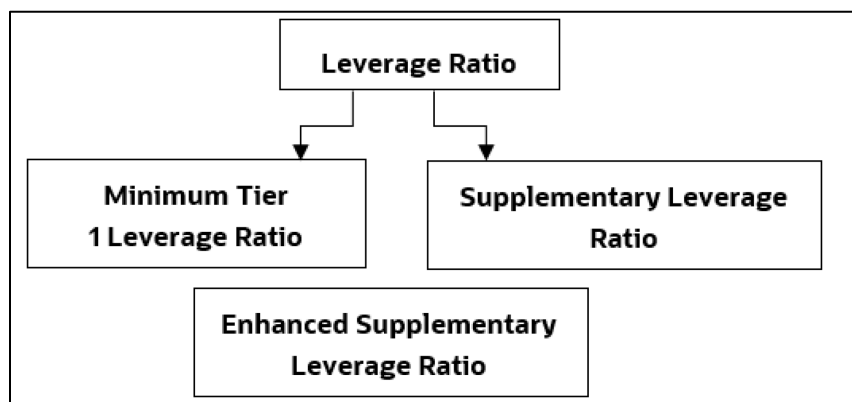 Leverage Ratio
Minimum Tier
1 Leverage Ratio
Supplementary Leverage
Ratio
Enhanced Supplementary
Leverage Ratio